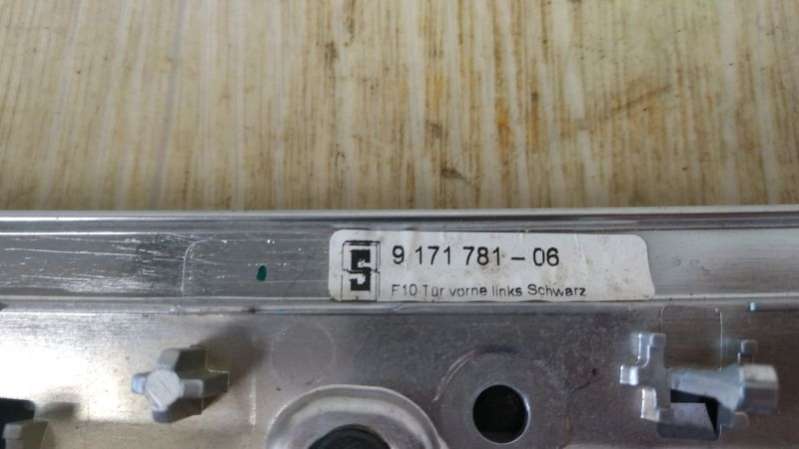 S 9 171 781 - 06
F10 Tür vorne links Schwarz